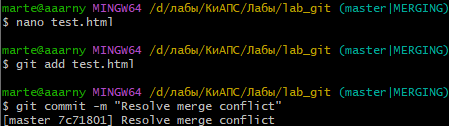 marte@aaarny MINGW64 /d/лабы/КиАПС/Лабы/lab_git (master|MERGING)
$ nano test.html
marte@aaarny MINGW64 /d/лабы/КиАПС/Лабы/lab_git (master|MERGING)
$ git add test.html
marte@aaarny MINGW64 /d/лабы/КиАПС/Лабы/lab_git (master|MERGING)
$ git commit -m "Resolve merge conflict"
[master 7c71801] Resolve merge conflict